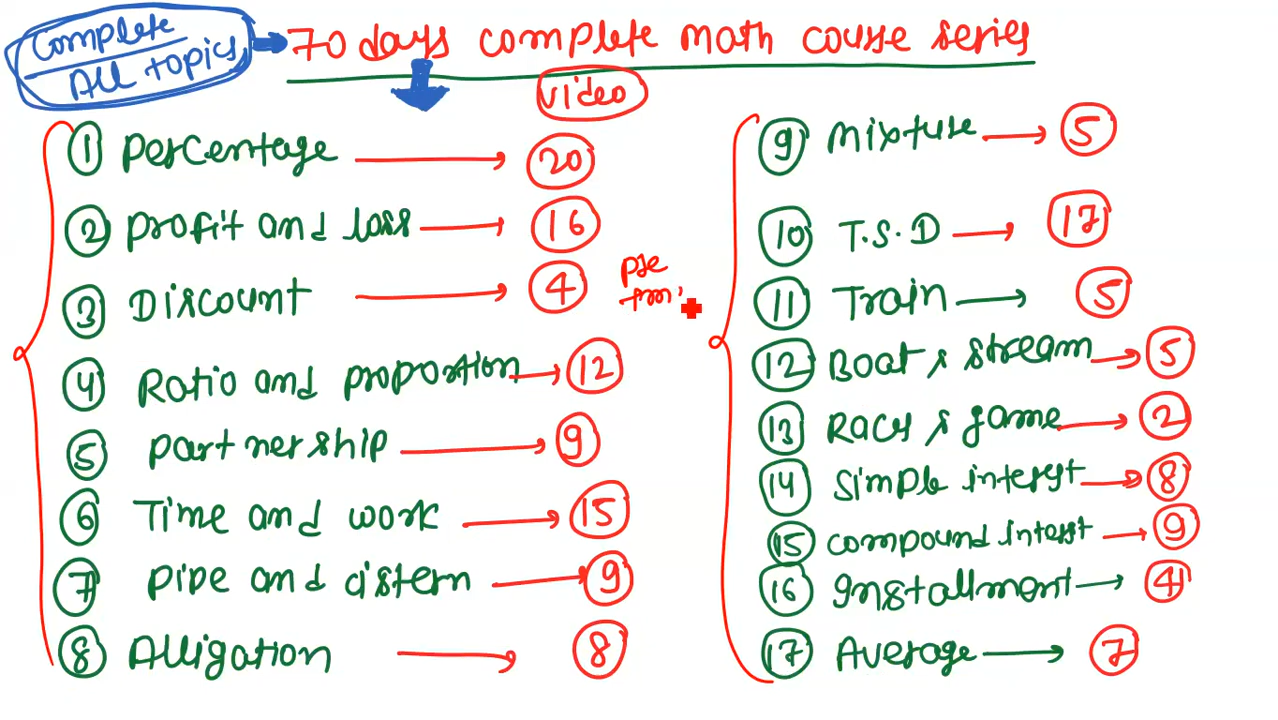 Complete
All topics
70 days complete math course series
video
1 Percentage 20
2 Profit and loss 16
3 Discount 4
4 Ratio and proportion 12
5 partnership 9
6 Time and work 15
7 pipe and cistern 9
8 Alligation 8
pre
9 Mixture 5
10 T.S.D 17
11 Train 5
12 Boat & stream 5
13 Race & game 2
14 Simple interest 8
15 compound interest 9
16 Installment 4
17 Average 7